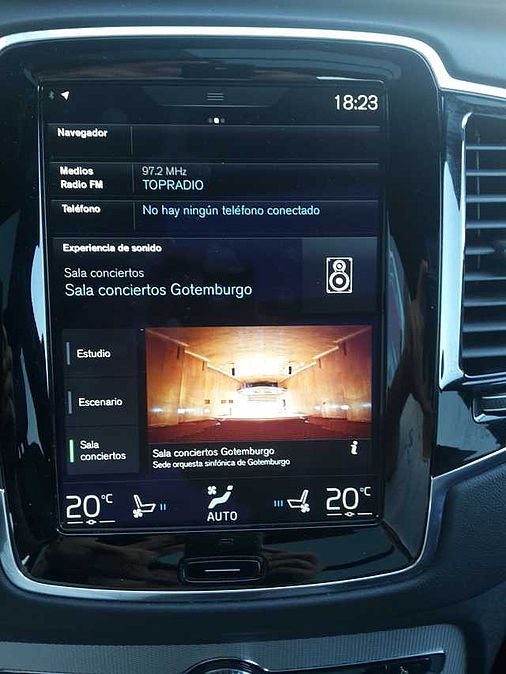 18:23
Navegador
Medios
Radio FM
97.2 MHz
TOPRADIO
Teléfono
No hay ningún teléfono conectado
Experiencia de sonido
Sala conciertos
Sala conciertos Gotemburgo
Estudio
Escenario
Sala
conciertos
Sala conciertos Gotemburgo
Sede orquesta sinfónica de Gotemburgo
i
20°C
AUTO
20°C